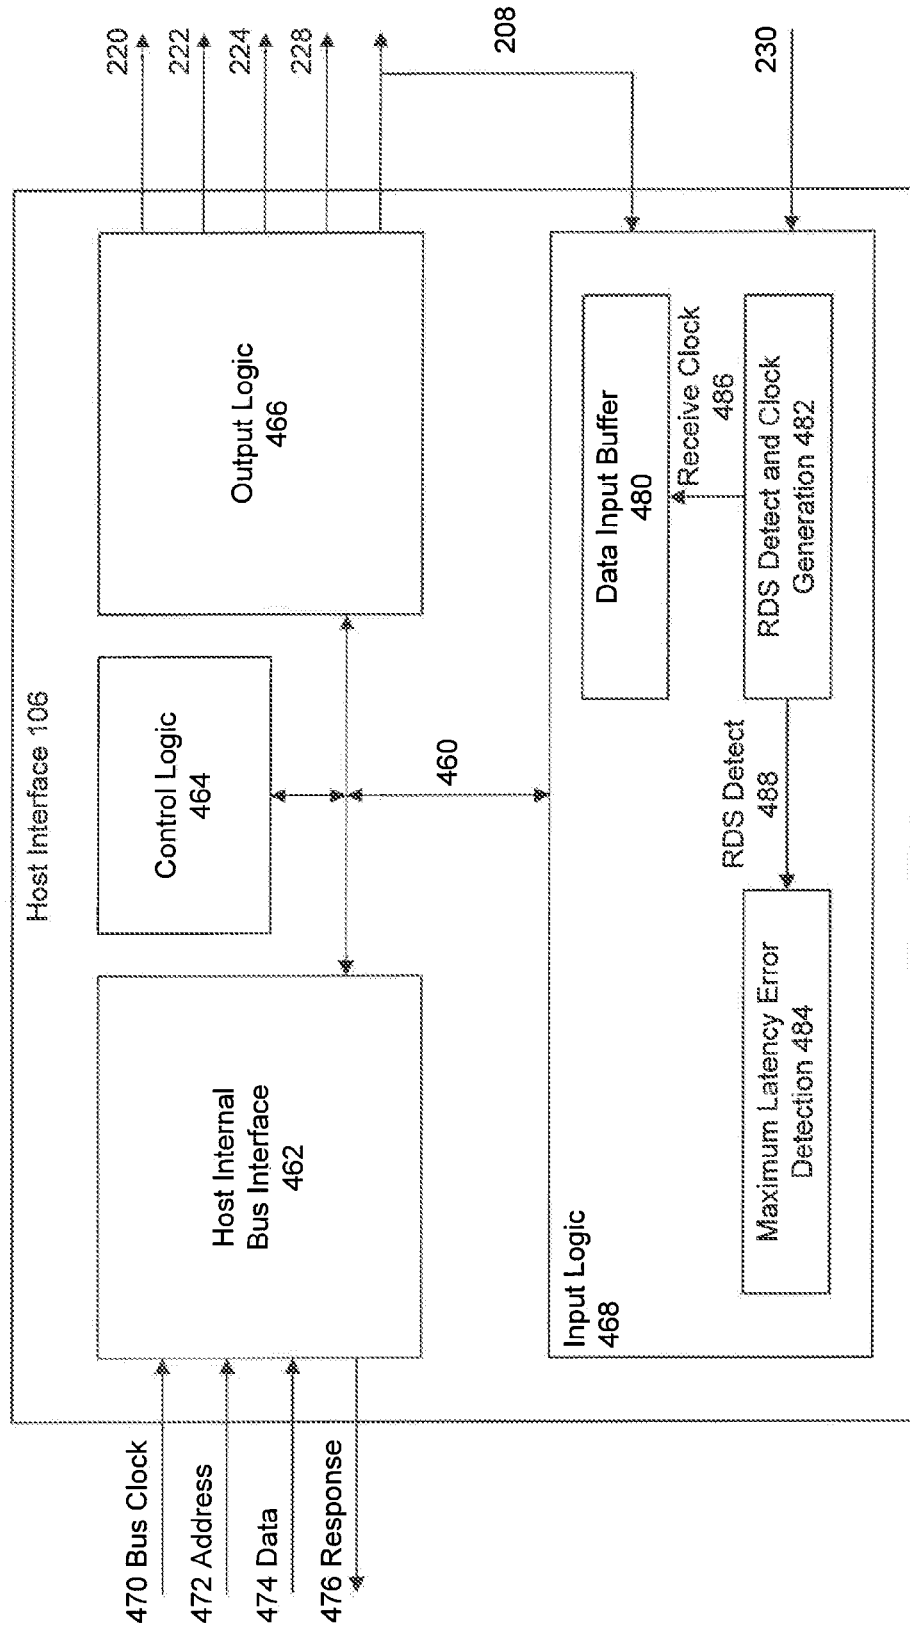 Host Interface 106
470 Bus Clock
472 Address
474 Data
476 Response
Host Internal
Bus Interface
462
Control Logic
464
Output Logic
466
220
222
224
228
208
460
230
Input Logic
468
Data Input Buffer
480
Receive Clock
486
RDS Detect and Clock
Generation 482
RDS Detect
488
Maximum Latency Error
Detection 484